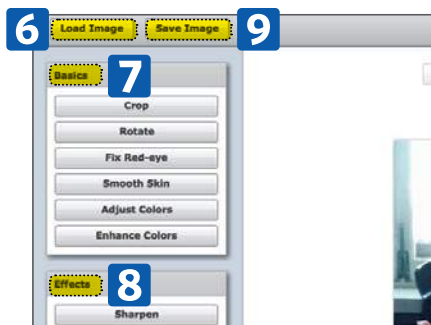 6 Load Image Save Image 9
Basics 7
Crop
Rotate
Fix Red-eye
Smooth Skin
Adjust Colors
Enhance Colors
Effects 8
Sharpen